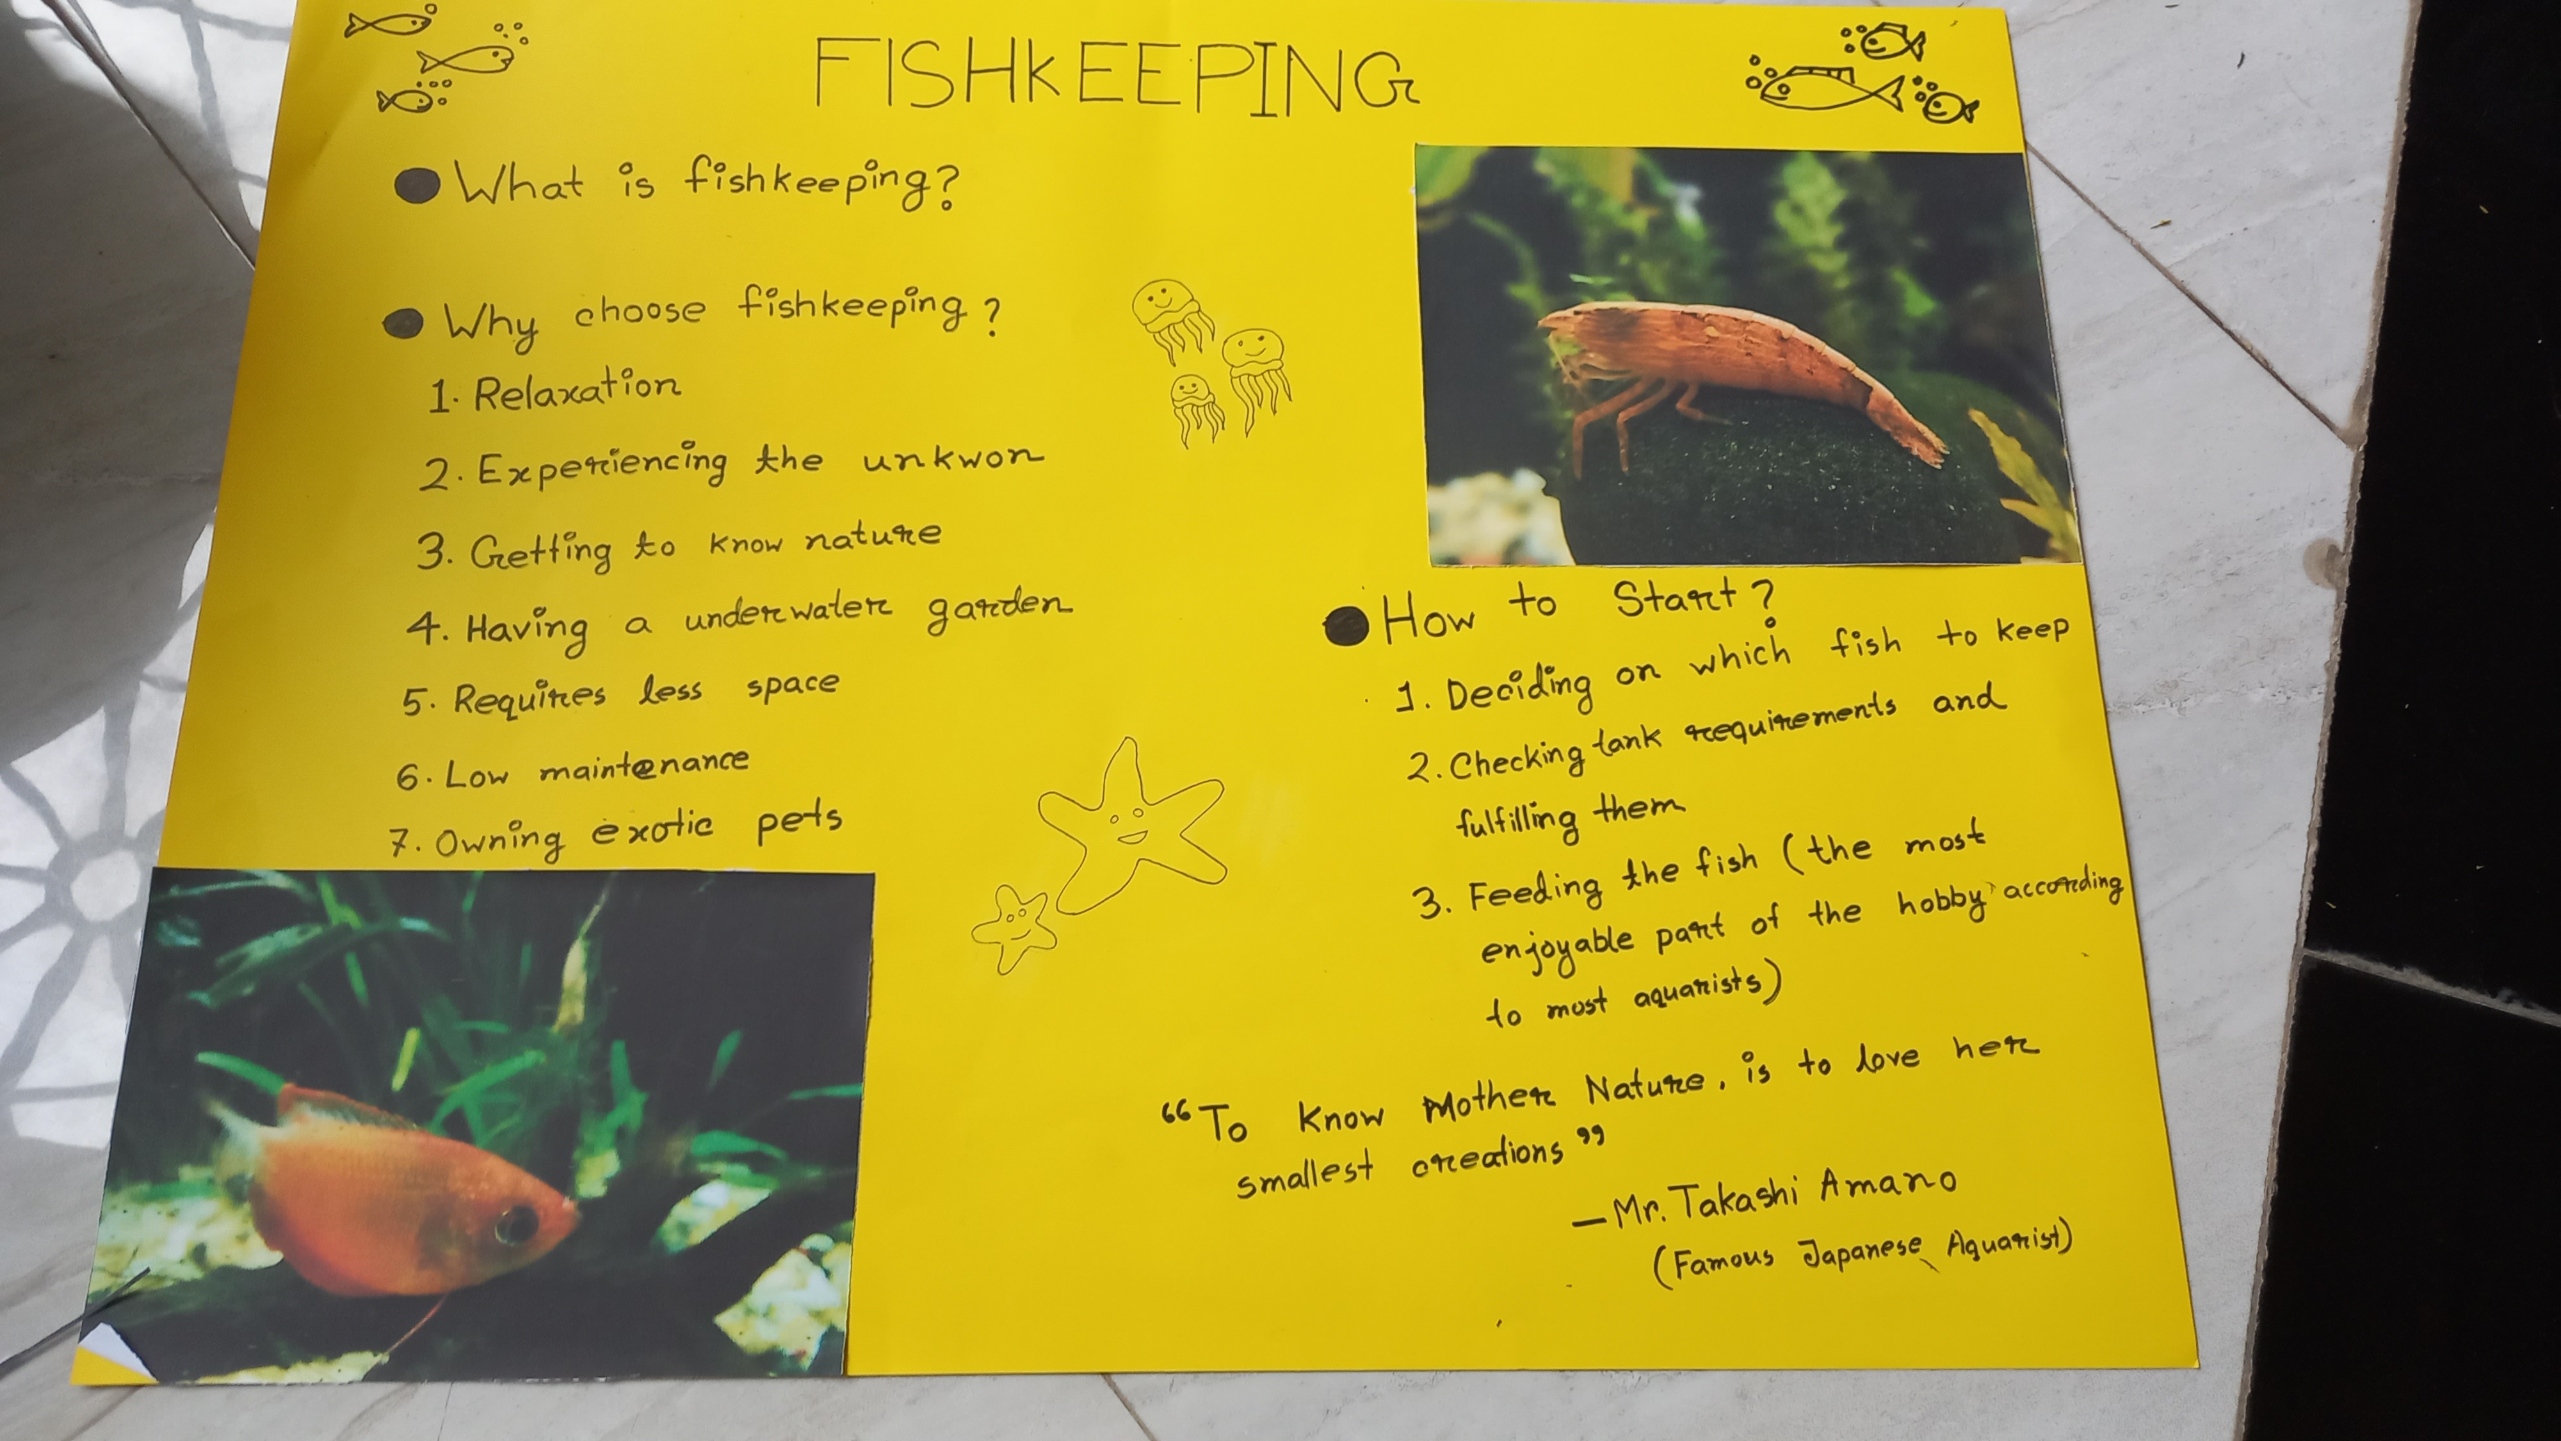 FISHKEEPING
What is fishkeeping?
Why choose fishkeeping?
1. Relaxation
2. Experiencing the unkwon
3. Getting to know nature
4. Having a underwater garden
5. Requires less space
6. Low maintenance
7. Owning exotic pets
How to Start?
1. Deciding on which fish to keep
2. Checking tank requirements and
fulfilling them
3. Feeding the fish (the most
enjoyable part of the hobby according
to most aquarists)
“To know Mother Nature, is to love her
smallest creations”
—Mr. Takashi Amano
(Famous Japanese Aquarist)